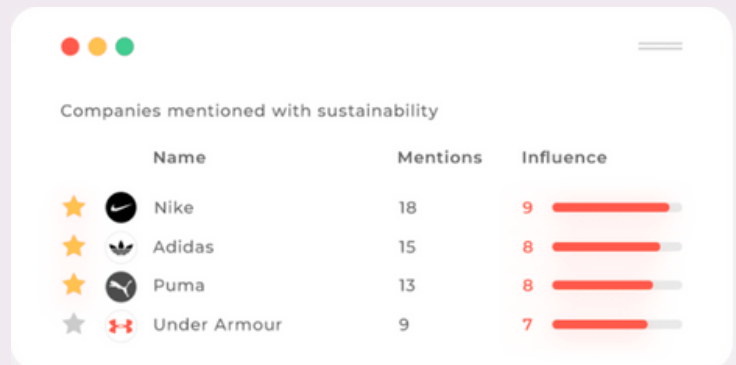 Companies mentioned with sustainability
Name Mentions Influence
Nike 18 9
Adidas 15 8
Puma 13 8
Under Armour 9 7